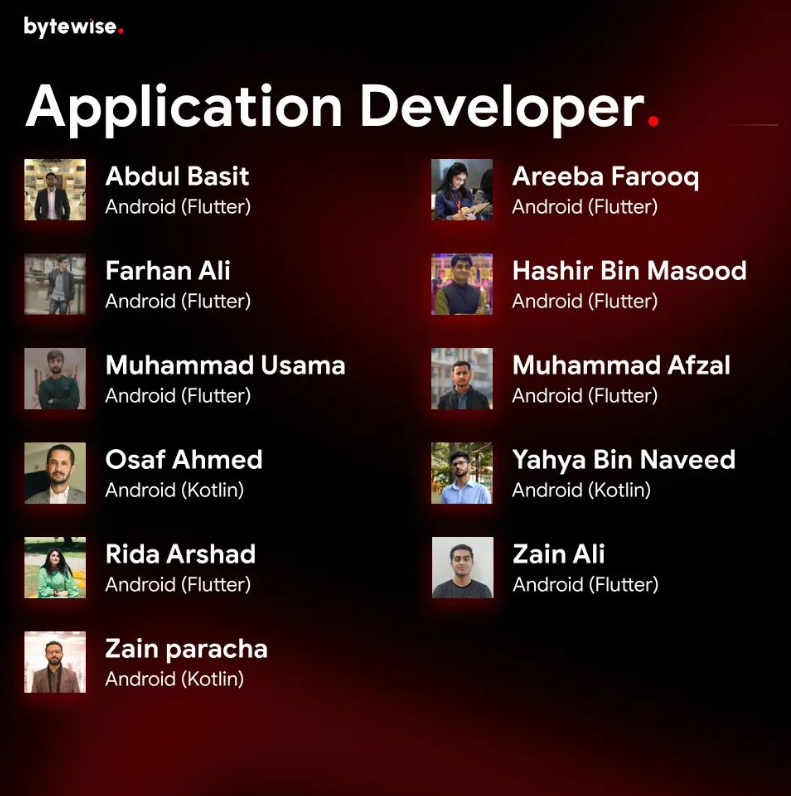 bytewise.
Application Developer.
Abdul Basit
Android (Flutter)
Areeba Farooq
Android (Flutter)
Farhan Ali
Android (Flutter)
Hashir Bin Masood
Android (Flutter)
Muhammad Usama
Android (Flutter)
Muhammad Afzal
Android (Flutter)
Osaf Ahmed
Android (Kotlin)
Yahya Bin Naveed
Android (Kotlin)
Rida Arshad
Android (Flutter)
Zain Ali
Android (Flutter)
Zain paracha
Android (Kotlin)